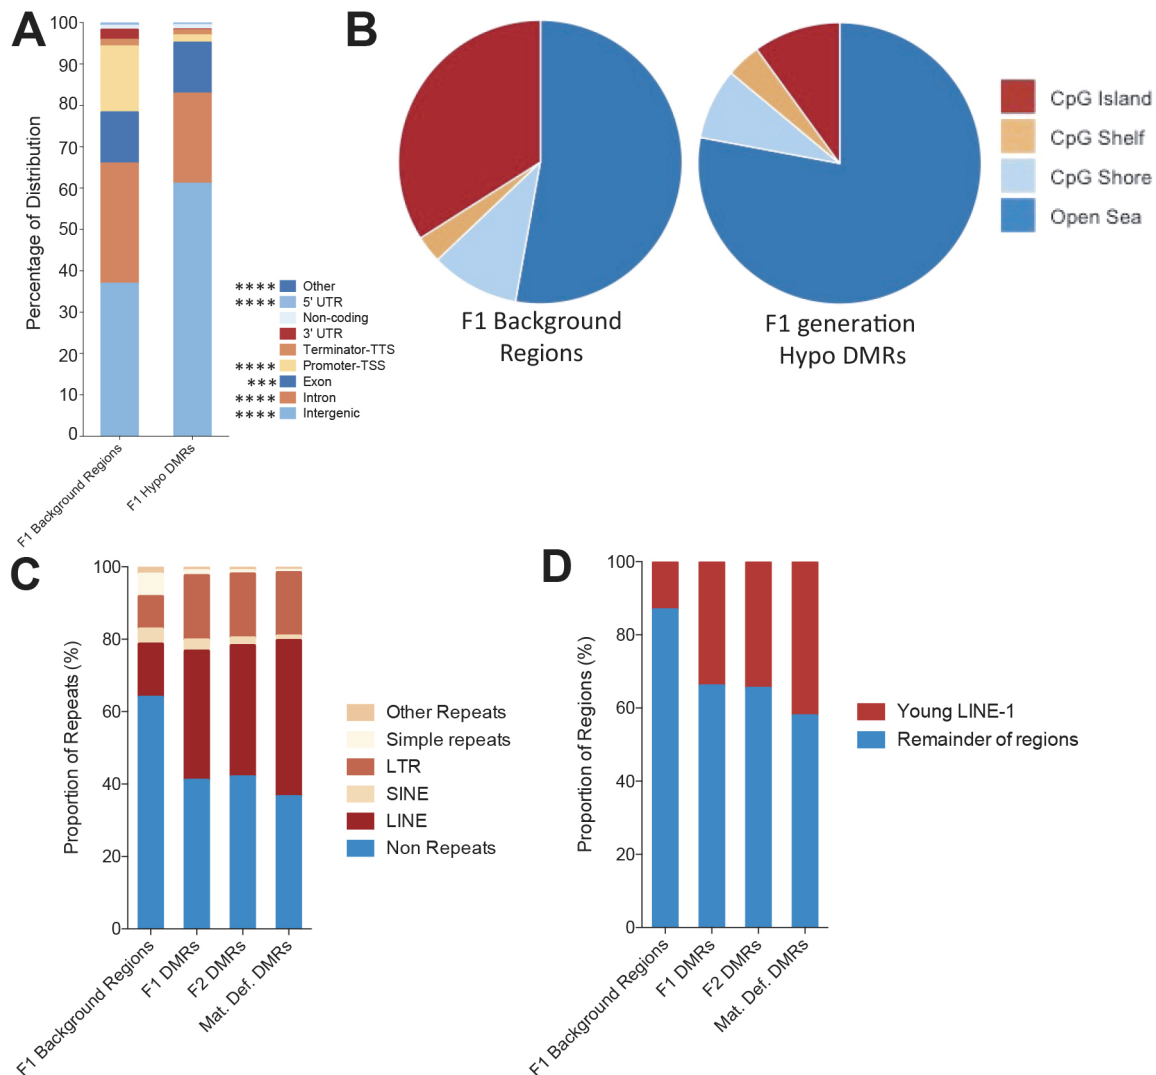 A
Percentage of Distribution
100
90
80
70
60
50
40
30
20
10
0
F1 Background Regions
F1 Hypo DMRs
**** Other
**** 5' UTR
Non-coding
3' UTR
Terminator-TTS
**** Promoter-TSS
*** Exon
**** Intron
**** Intergenic
B
F1 Background
Regions
F1 generation
Hypo DMRs
CpG Island
CpG Shelf
CpG Shore
Open Sea
C
Proportion of Repeats (%)
100
80
60
40
20
0
F1 Background Regions
F1 DMRs
F2 DMRs
Mat. Def. DMRs
Other Repeats
Simple repeats
LTR
SINE
LINE
Non Repeats
D
Proportion of Regions (%)
100
80
60
40
20
0
F1 Background Regions
F1 DMRs
F2 DMRs
Mat. Def. DMRs
Young LINE-1
Remainder of regions